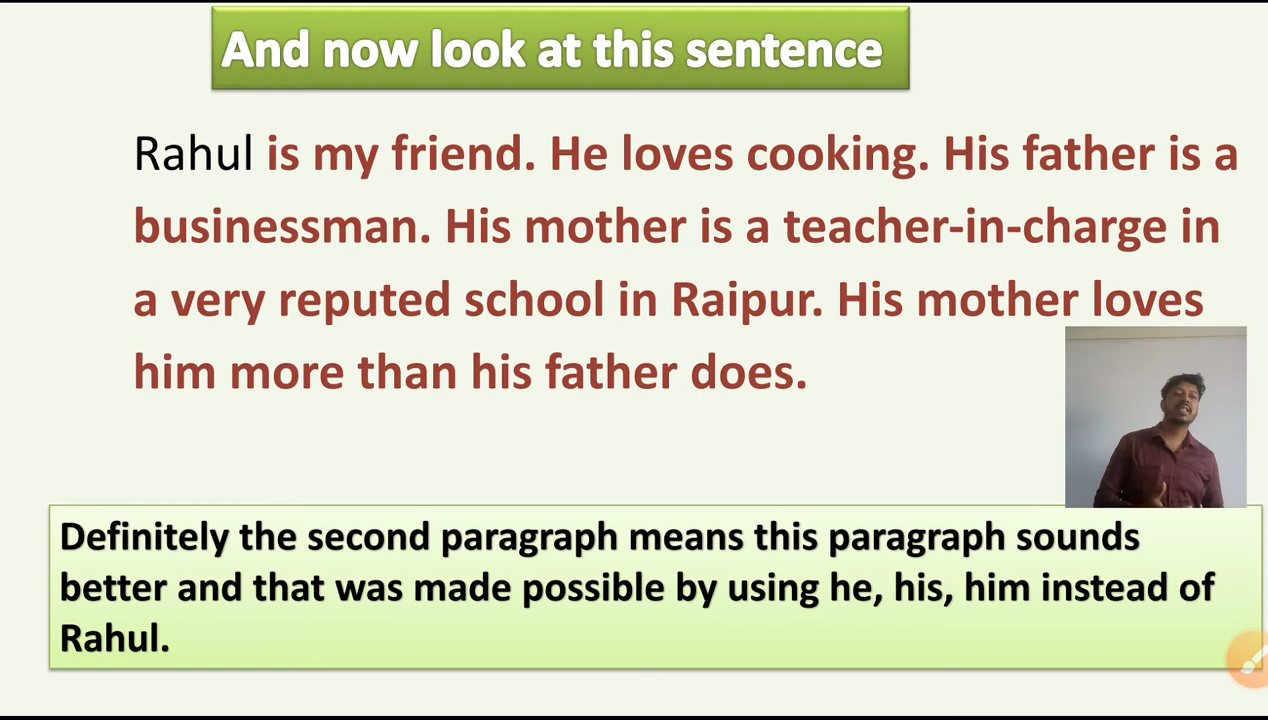 And now look at this sentence
Rahul is my friend. He loves cooking. His father is a
businessman. His mother is a teacher-in-charge in
a very reputed school in Raipur. His mother loves
him more than his father does.
Definitely the second paragraph means this paragraph sounds
better and that was made possible by using he, his, him instead of
Rahul.